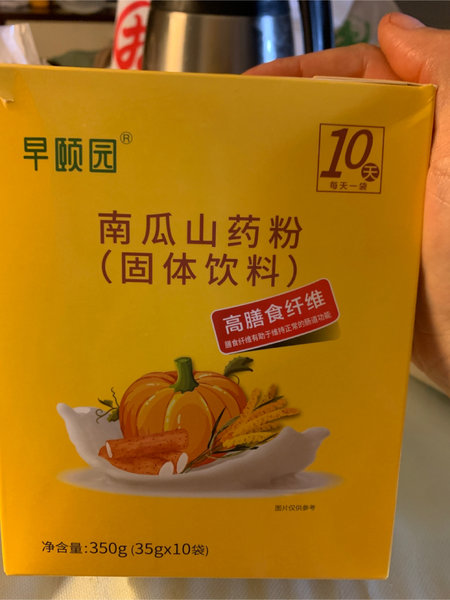 早颐园®
10天
每天一袋
南瓜山药粉
（固体饮料）
高膳食纤维
膳食纤维有助于维持正常的肠道功能
图片仅供参考
净含量:350g (35gx10袋)